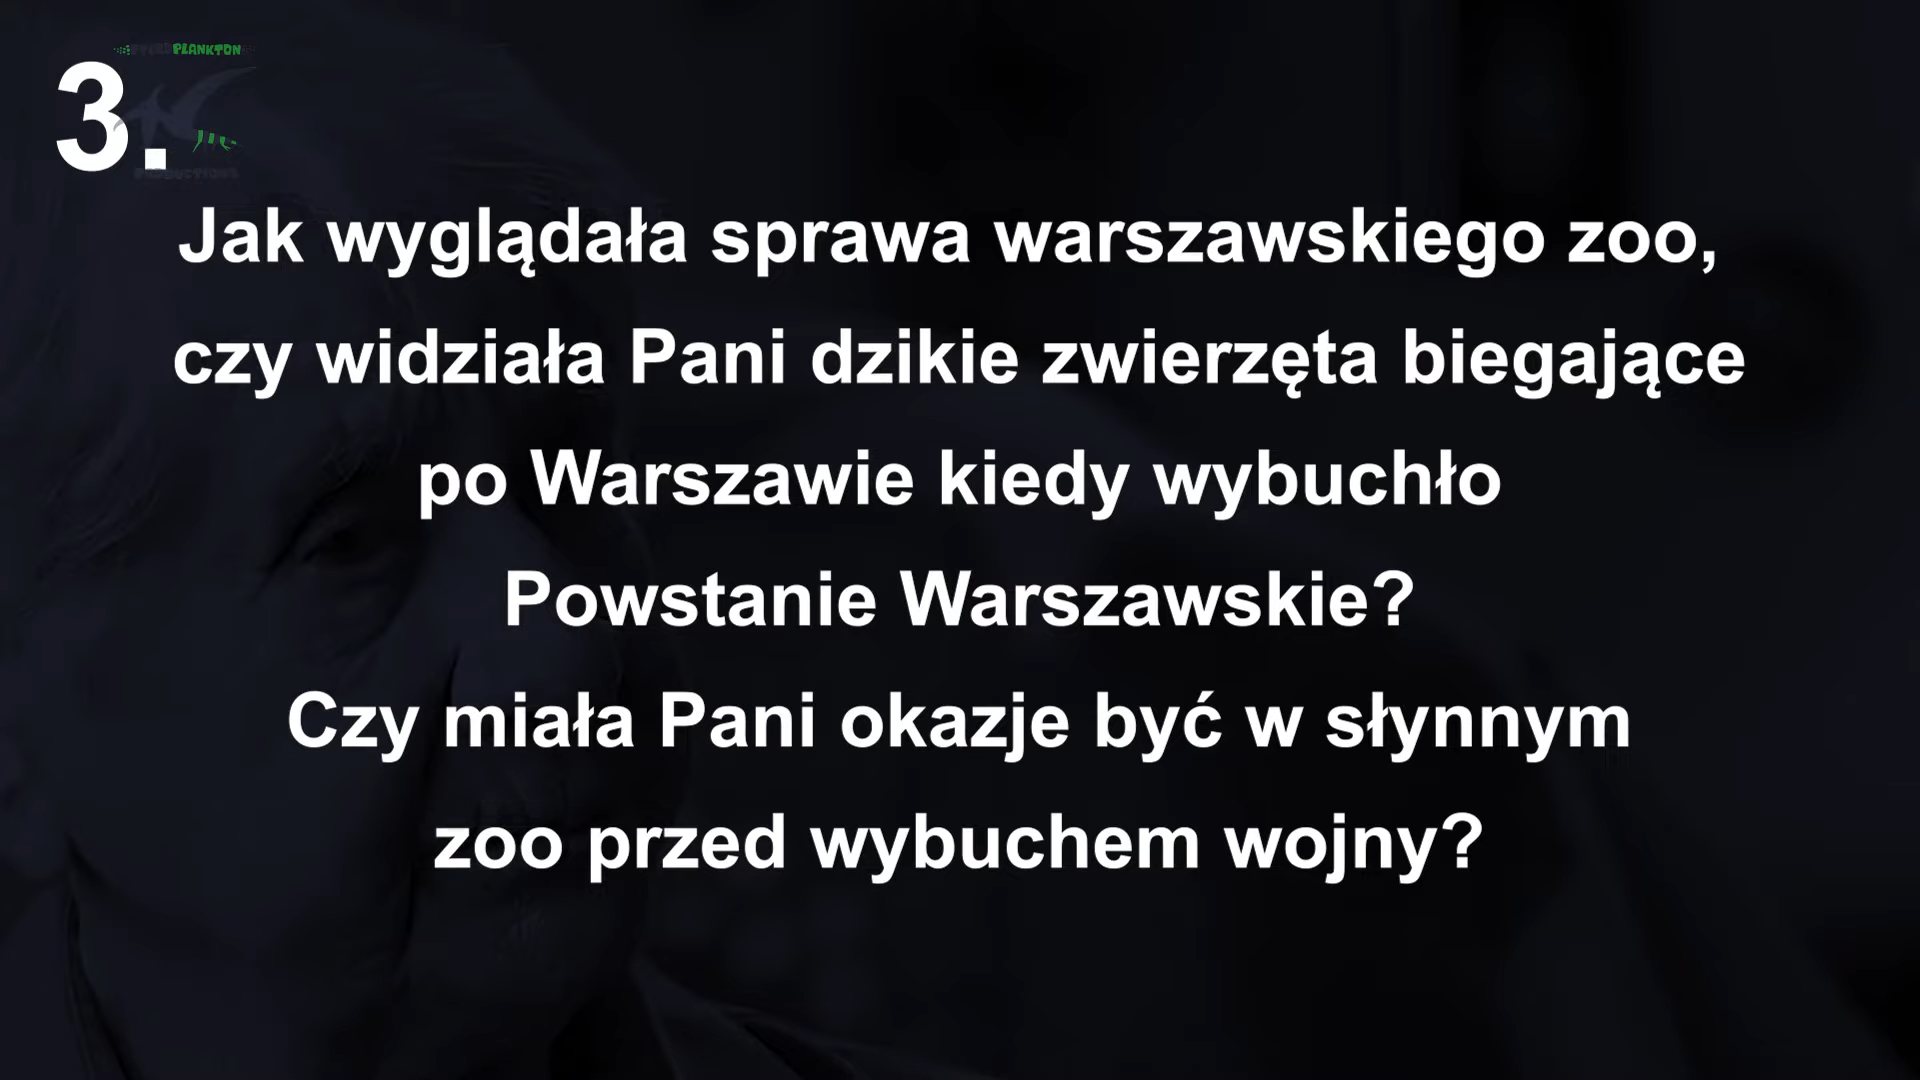 PLANKTON
3.
Jak wyglądała sprawa warszawskiego zoo,
czy widziała Pani dzikie zwierzęta biegające
po Warszawie kiedy wybuchło
Powstanie Warszawskie?
Czy miała Pani okazje być w słynnym
zoo przed wybuchem wojny?